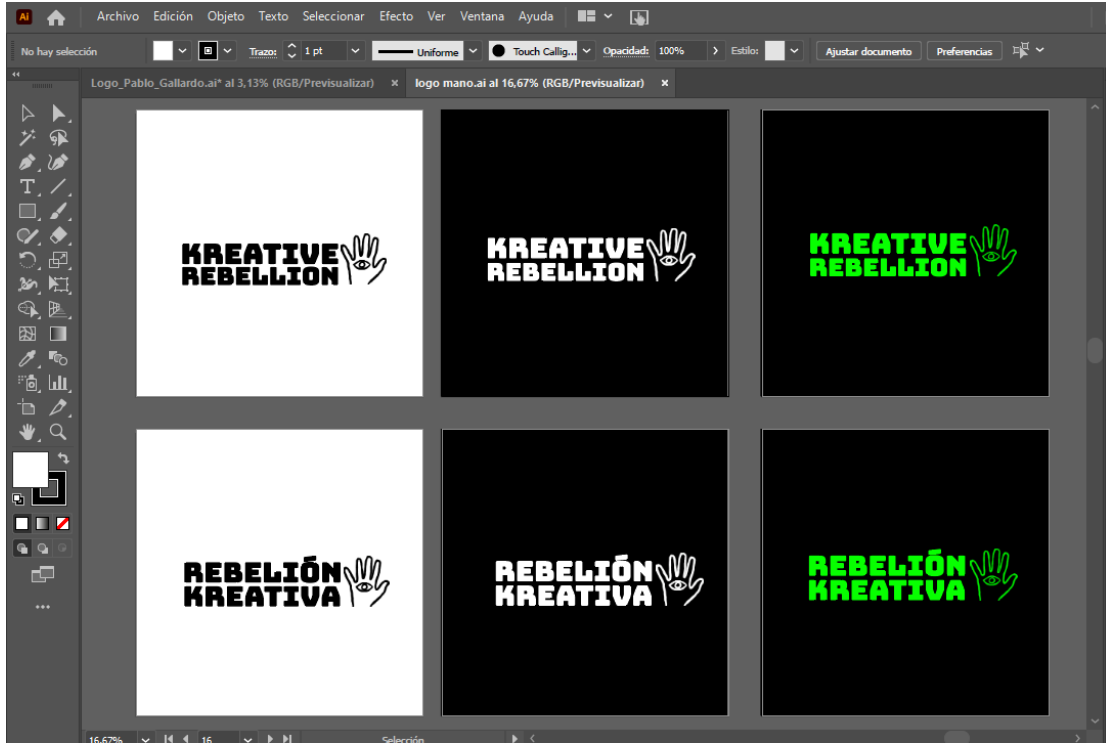 Ai Archivo Edición Objeto Texto Seleccionar Efecto Ver Ventana Ayuda
No hay selección Trazo: 1 pt Uniforme Touch Callig... Opacidad: 100% Estilo: Ajustar documento Preferencias
Logo_Pablo_Gallardo.ai* al 3,13% (RGB/Previsualizar) × logo mano.ai al 16,67% (RGB/Previsualizar) ×
KREATIVE
REBELLION
KREATIVE
REBELLION
KREATIVE
REBELLION
REBELIÓN
KREATIVA
REBELIÓN
KREATIVA
REBELIÓN
KREATIVA
16,67% 16 Selección